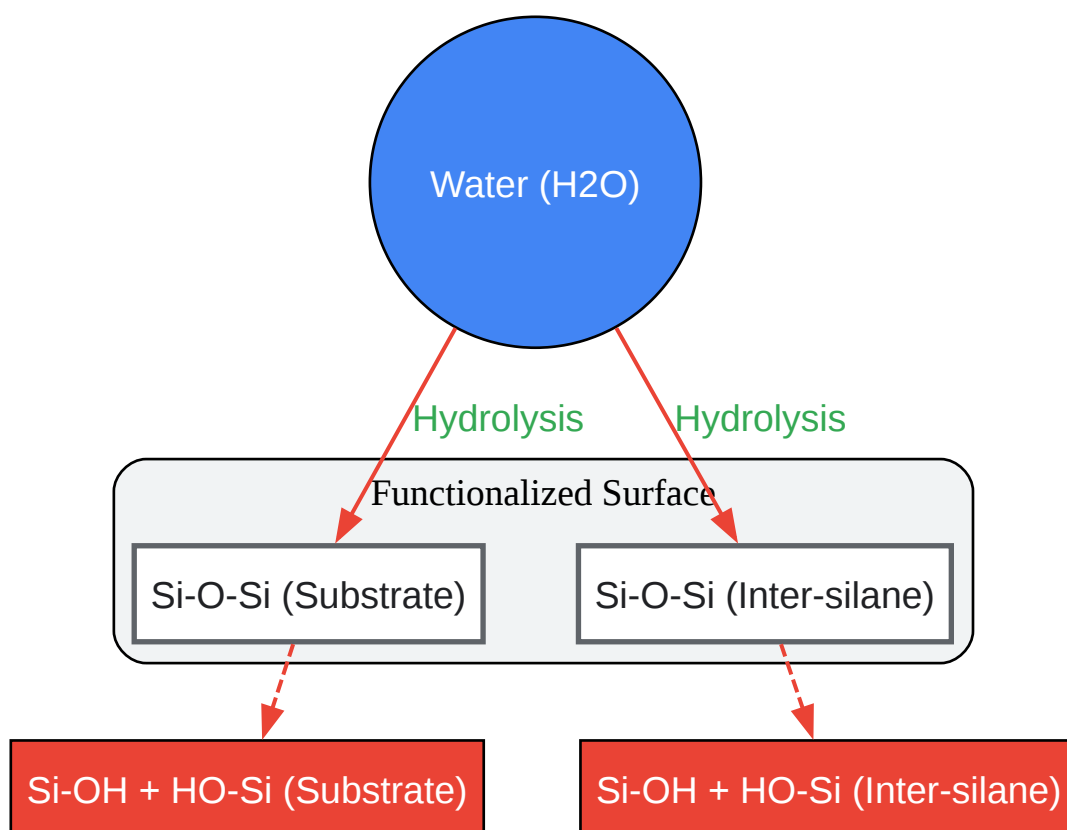 Water (H2O)
Hydrolysis
Hydrolysis
Functionalized Surface
Si-O-Si (Substrate)
Si-O-Si (Inter-silane)
Si-OH + HO-Si (Substrate)
Si-OH + HO-Si (Inter-silane)